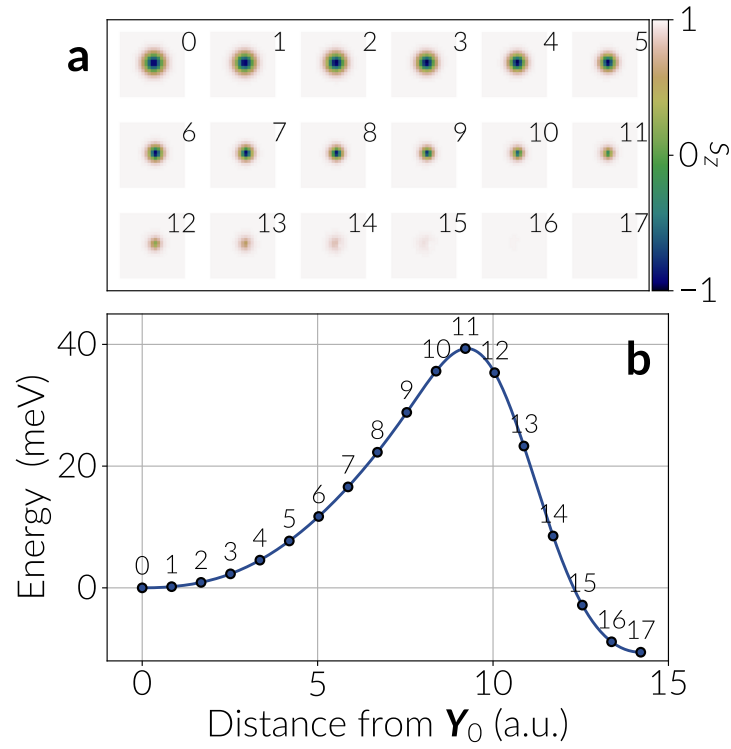 a
0 1 2 3 4 5
6 7 8 9 10 11
12 13 14 15 16 17
1
0
−1
s_z
b
Energy (meV)
40
20
0
0 1 2 3 4 5 6 7 8 9 10 11 12 13 14 15 16 17
0 5 10 15
Distance from Y₀ (a.u.)